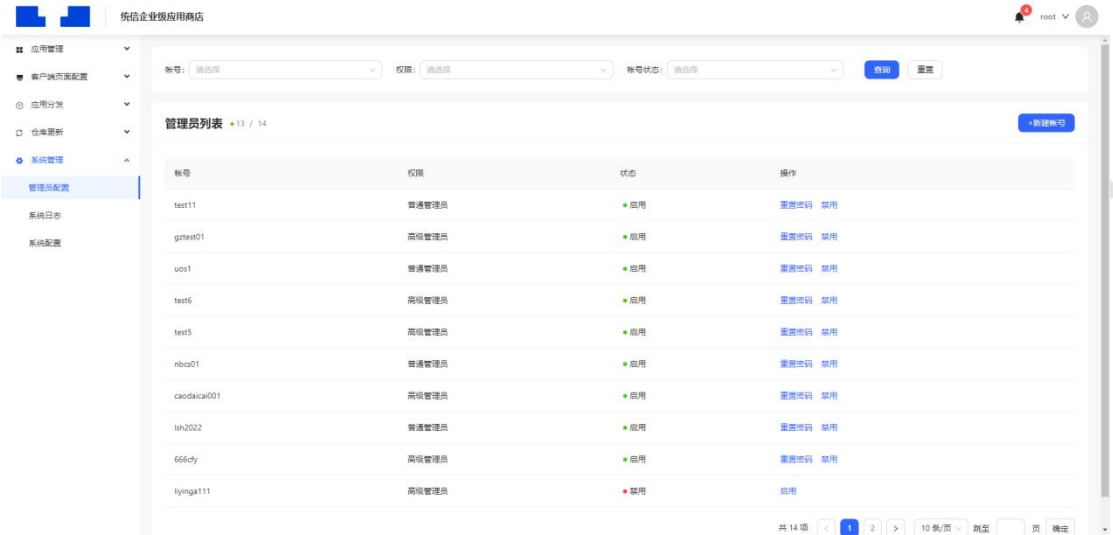 统信企业级应用商店
4
root
应用管理
客户端页面配置
应用分发
仓库更新
系统管理
管理员配置
系统日志
系统配置
帐号: 请选择 权限: 请选择 帐号状态: 请选择 查询 重置
管理员列表 13 / 14 +新建帐号
帐号 权限 状态 操作
test11 普通管理员 启用 重置密码 禁用
gztest01 高级管理员 启用 重置密码 禁用
uos1 普通管理员 启用 重置密码 禁用
test6 高级管理员 启用 重置密码 禁用
test5 高级管理员 启用 重置密码 禁用
nbcs01 普通管理员 启用 重置密码 禁用
caodaicai001 高级管理员 启用 重置密码 禁用
lsh2022 普通管理员 启用 重置密码 禁用
666cfy 高级管理员 启用 重置密码 禁用
liyinga111 高级管理员 禁用 启用
共 14 项 < 1 2 > 10 条/页 跳至 页 确定